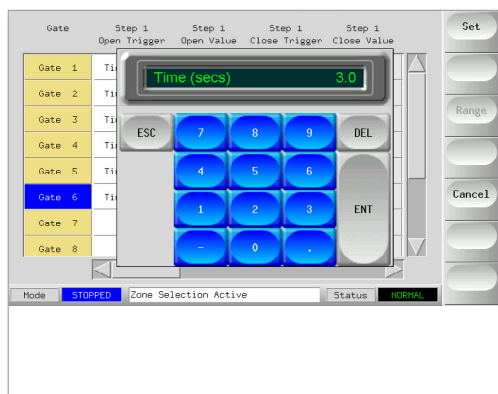 Gate Step 1 Step 1 Step 1 Step 1
Open Trigger Open Value Close Trigger Close Value
Set
Time (secs) 3.0
Gate 1
Gate 2
Gate 3
Gate 4
Gate 5
Gate 6
Gate 7
Gate 8
ESC 7 8 9 DEL
4 5 6
1 2 3 ENT
- 0 .
Range
Cancel
Mode STOPPED Zone Selection Active Status NORMAL